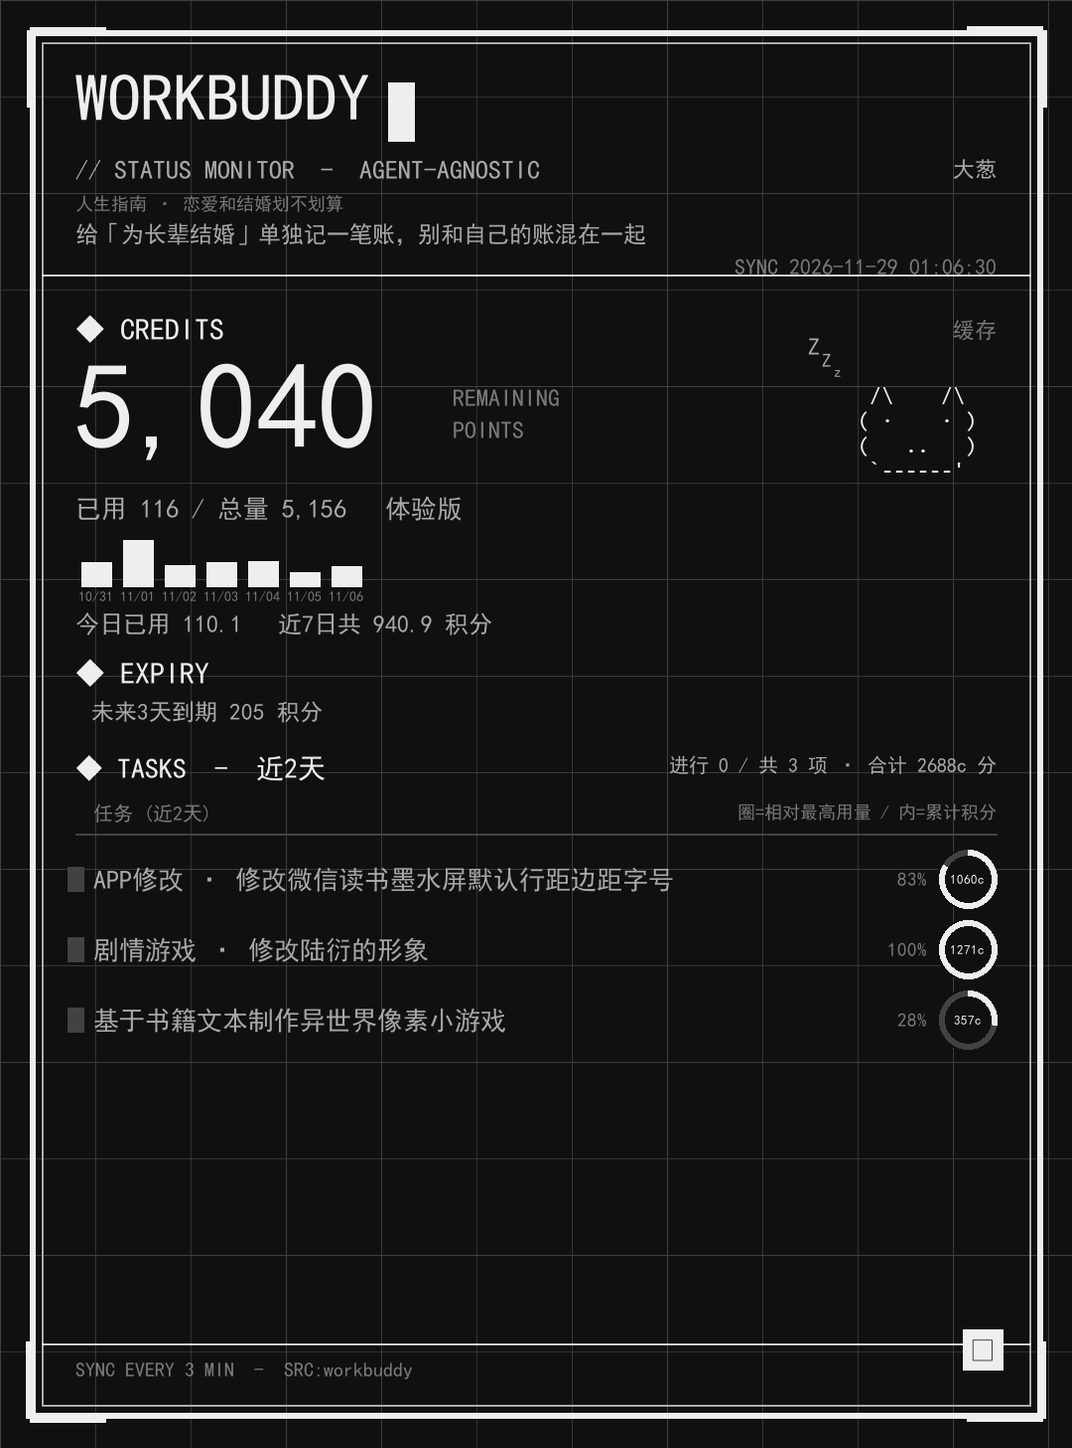 WORKBUDDY
// STATUS MONITOR — AGENT-AGNOSTIC
大葱
人生指南 · 恋爱和结婚划不划算
给「为长辈结婚」单独记一笔账，别和自己的账混在一起
SYNC 2026-11-29 01:06:30
◆ CREDITS
缓存
Z
Z
z
5,040
REMAINING
POINTS
/\ /\
( · · )
( .. )
`------'
已用 116 / 总量 5,156 体验版
10/31 11/01 11/02 11/03 11/04 11/05 11/06
今日已用 110.1 近7日共 940.9 积分
◆ EXPIRY
未来3天到期 205 积分
◆ TASKS — 近2天
进行 0 / 共 3 项 · 合计 2688c 分
任务（近2天）
圈=相对最高用量 / 内=累计积分
APP修改 · 修改微信读书墨水屏默认行距边距字号
83% 1060c
剧情游戏 · 修改陆衍的形象
100% 1271c
基于书籍文本制作异世界像素小游戏
28% 357c
SYNC EVERY 3 MIN — SRC:workbuddy